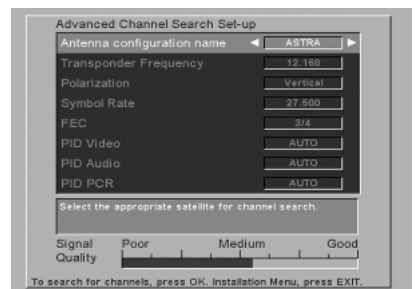 Advanced Channel Search Set-up
Antenna configuration name ASTRA
Transponder Frequency 12.168
Polarization Vertical
Symbol Rate 27.500
FEC 3/4
PID Video AUTO
PID Audio AUTO
PID PCR AUTO
Select the appropriate satellite for channel search.
Signal Quality Poor Medium Good
To search for channels, press OK. Installation Menu, press EXIT.